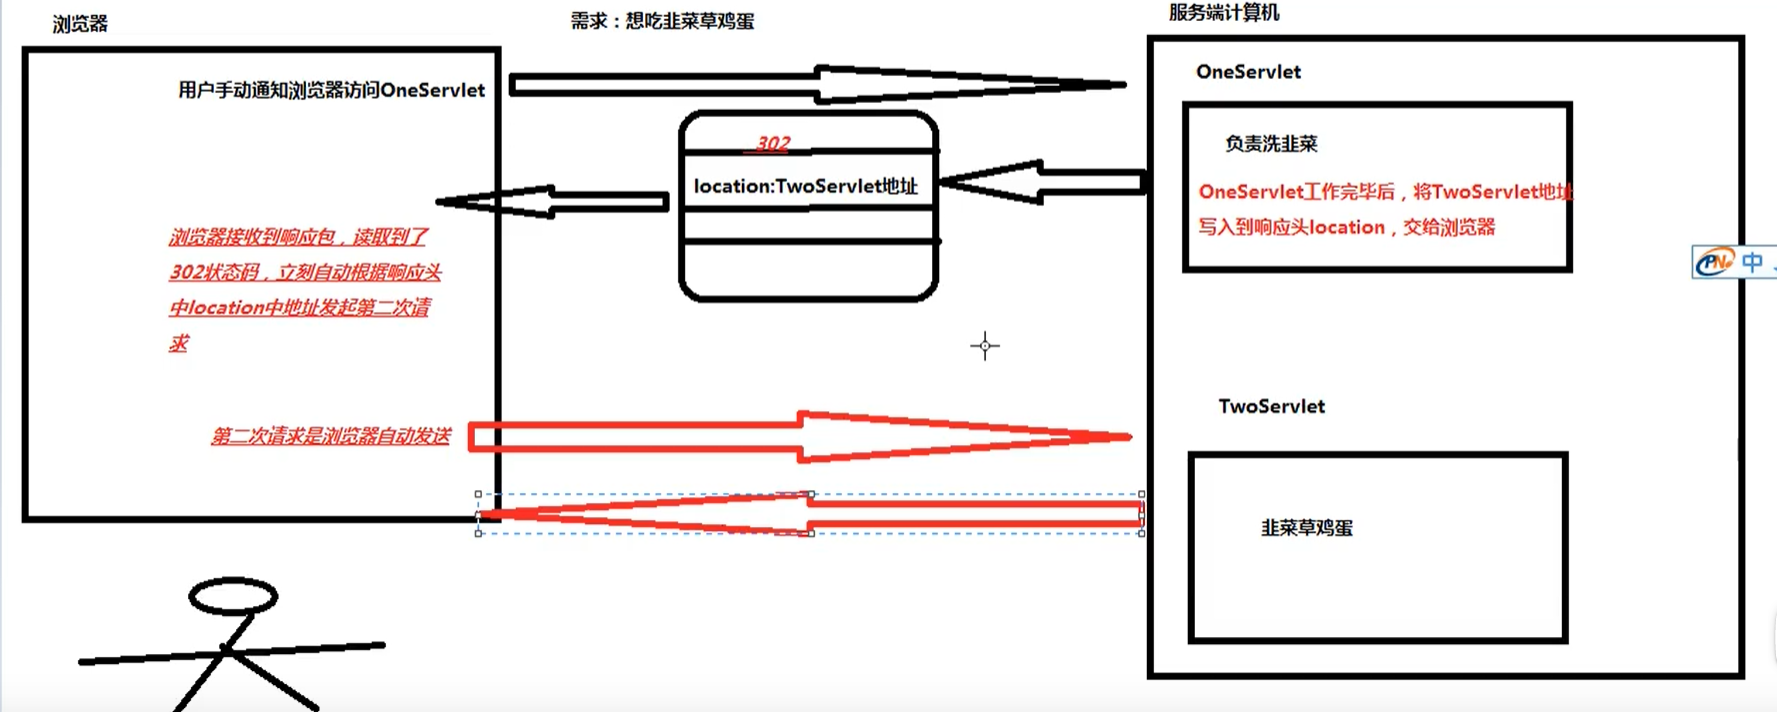 浏览器
需求：想吃韭菜草鸡蛋
服务端计算机
用户手动通知浏览器访问OneServlet
OneServlet
302
负责洗韭菜
location:TwoServlet地址
OneServlet工作完毕后，将TwoServlet地址
写入到响应头location，交给浏览器
浏览器接收到响应包，读取到了
302状态码，立刻自动根据响应头
中location中地址发起第二次请
求
PN 中
TwoServlet
第二次请求是浏览器自动发送
韭菜草鸡蛋